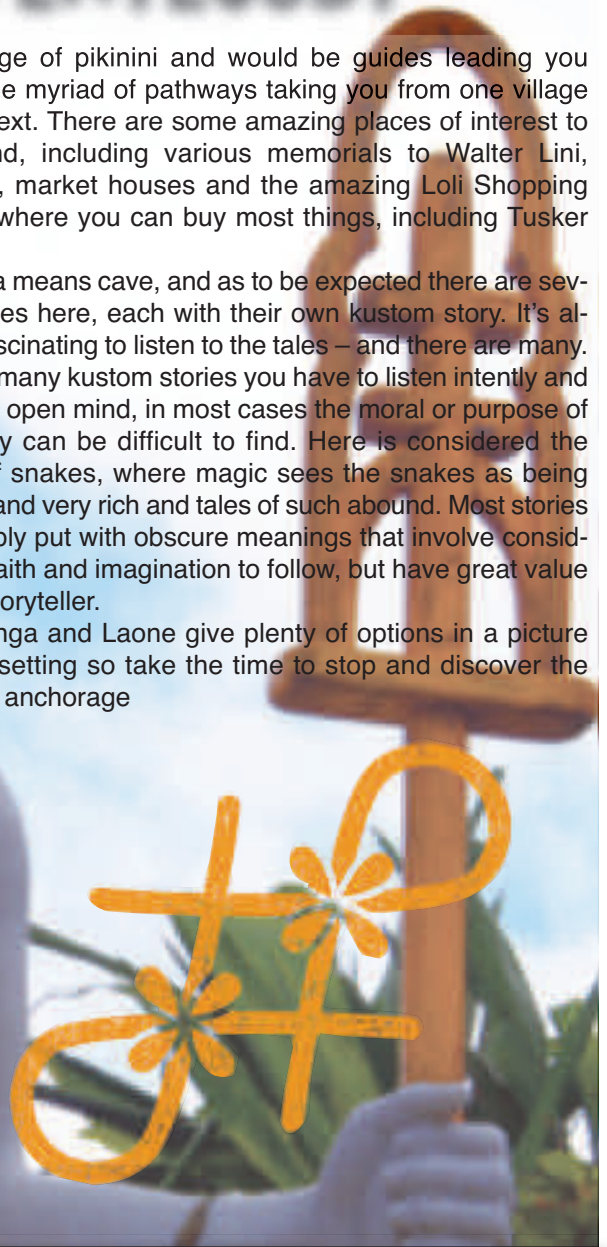 ge of pikinini and would be guides leading you
e myriad of pathways taking you from one village
ext. There are some amazing places of interest to
nd, including various memorials to Walter Lini,
, market houses and the amazing Loli Shopping
where you can buy most things, including Tusker
a means cave, and as to be expected there are sev-
es here, each with their own kustom story. It's al-
scinating to listen to the tales – and there are many.
many kustom stories you have to listen intently and
open mind, in most cases the moral or purpose of
y can be difficult to find. Here is considered the
f snakes, where magic sees the snakes as being
and very rich and tales of such abound. Most stories
ply put with obscure meanings that involve consid-
aith and imagination to follow, but have great value
oryteller.
nga and Laone give plenty of options in a picture
setting so take the time to stop and discover the
anchorage